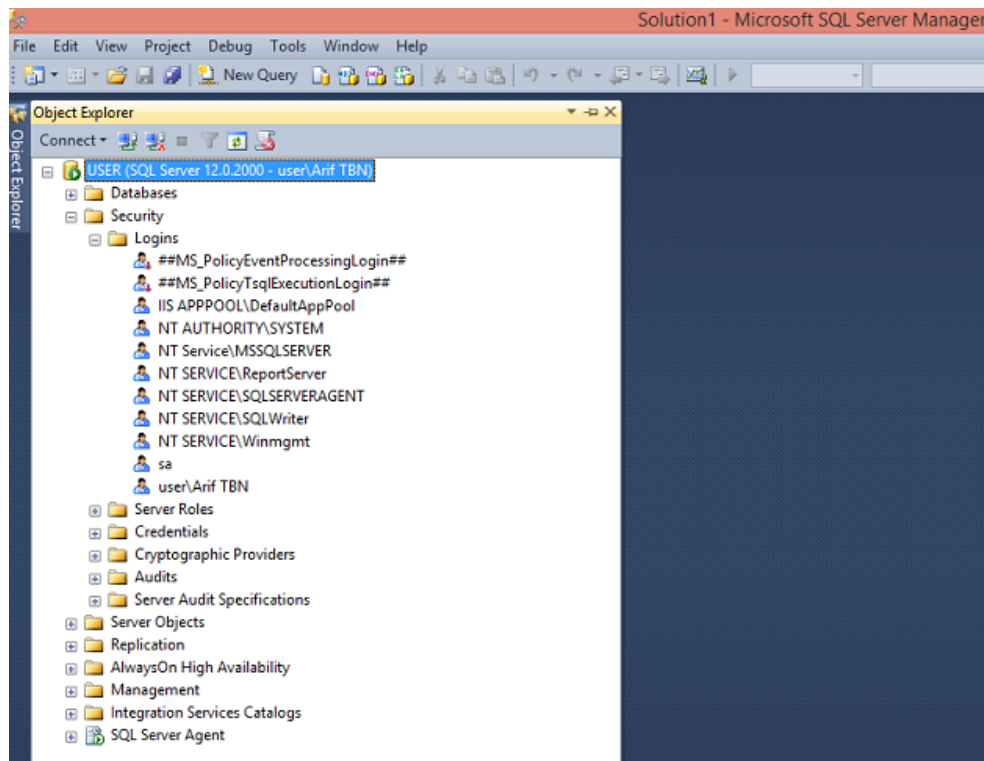 Solution1 - Microsoft SQL Server Manager
File Edit View Project Debug Tools Window Help
New Query
Object Explorer
Object Explorer
Connect
USER (SQL Server 12.0.2000 - user\Arif TBN)
Databases
Security
Logins
##MS_PolicyEventProcessingLogin##
##MS_PolicyTsqlExecutionLogin##
IIS APPPOOL\DefaultAppPool
NT AUTHORITY\SYSTEM
NT Service\MSSQLSERVER
NT SERVICE\ReportServer
NT SERVICE\SQLSERVERAGENT
NT SERVICE\SQLWriter
NT SERVICE\Winmgmt
sa
user\Arif TBN
Server Roles
Credentials
Cryptographic Providers
Audits
Server Audit Specifications
Server Objects
Replication
AlwaysOn High Availability
Management
Integration Services Catalogs
SQL Server Agent